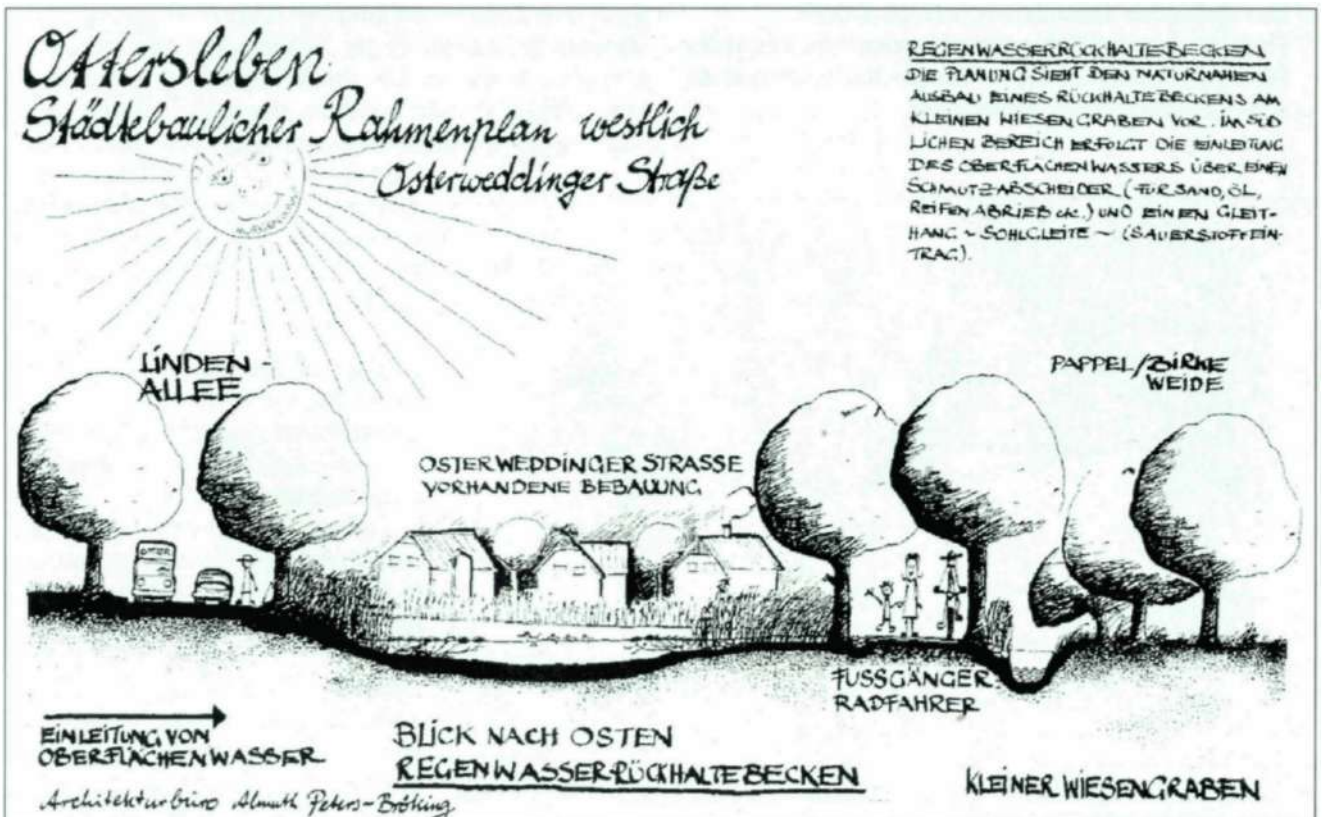 Ottersleben
Städtebaulicher Rahmenplan westlich
Osterweddinger Straße
REGENWASSERRÜCKHALTEBECKEN
DIE PLANUNG SIEHT DEN NATURNAHEN
AUSBAU EINES RÜCKHALTEBECKENS AM
KLEINEN WIESENGRABEN VOR. IM SÜD
LICHEN BEREICH ERFOLGT DIE EINLEITUNG
DES OBERFLÄCHENWASSERS ÜBER EINEN
SCHMUTZABSCHEIDER (FÜR SAND, ÖL,
REIFENABRIEB etc.) UND EINEN GLEIT-
HANG ~ SOHLGLEITE ~ (SAUERSTOFFEIN-
TRAG).
LINDEN-
ALLEE
PAPPEL/BIRKE
WEIDE
OSTERWEDDINGER STRASSE
VORHANDENE BEBAUUNG
FUSSGÄNGER
RADFAHRER
EINLEITUNG VON
OBERFLÄCHENWASSER
BLICK NACH OSTEN
REGENWASSER-RÜCKHALTEBECKEN
KLEINER WIESENGRABEN
Architekturbüro Almuth Peters-Bröking